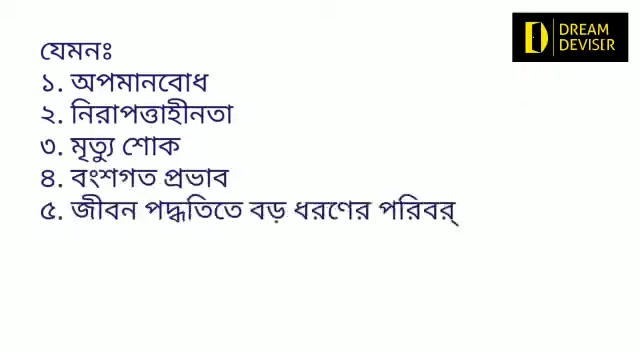 যেমনঃ
১. অপমানবোধ
২. নিরাপত্তাহীনতা
৩. মৃত্যু শোক
৪. বংশগত প্রভাব
৫. জীবন পদ্ধতিতে বড় ধরণের পরিবর্
DREAM
DEVISER